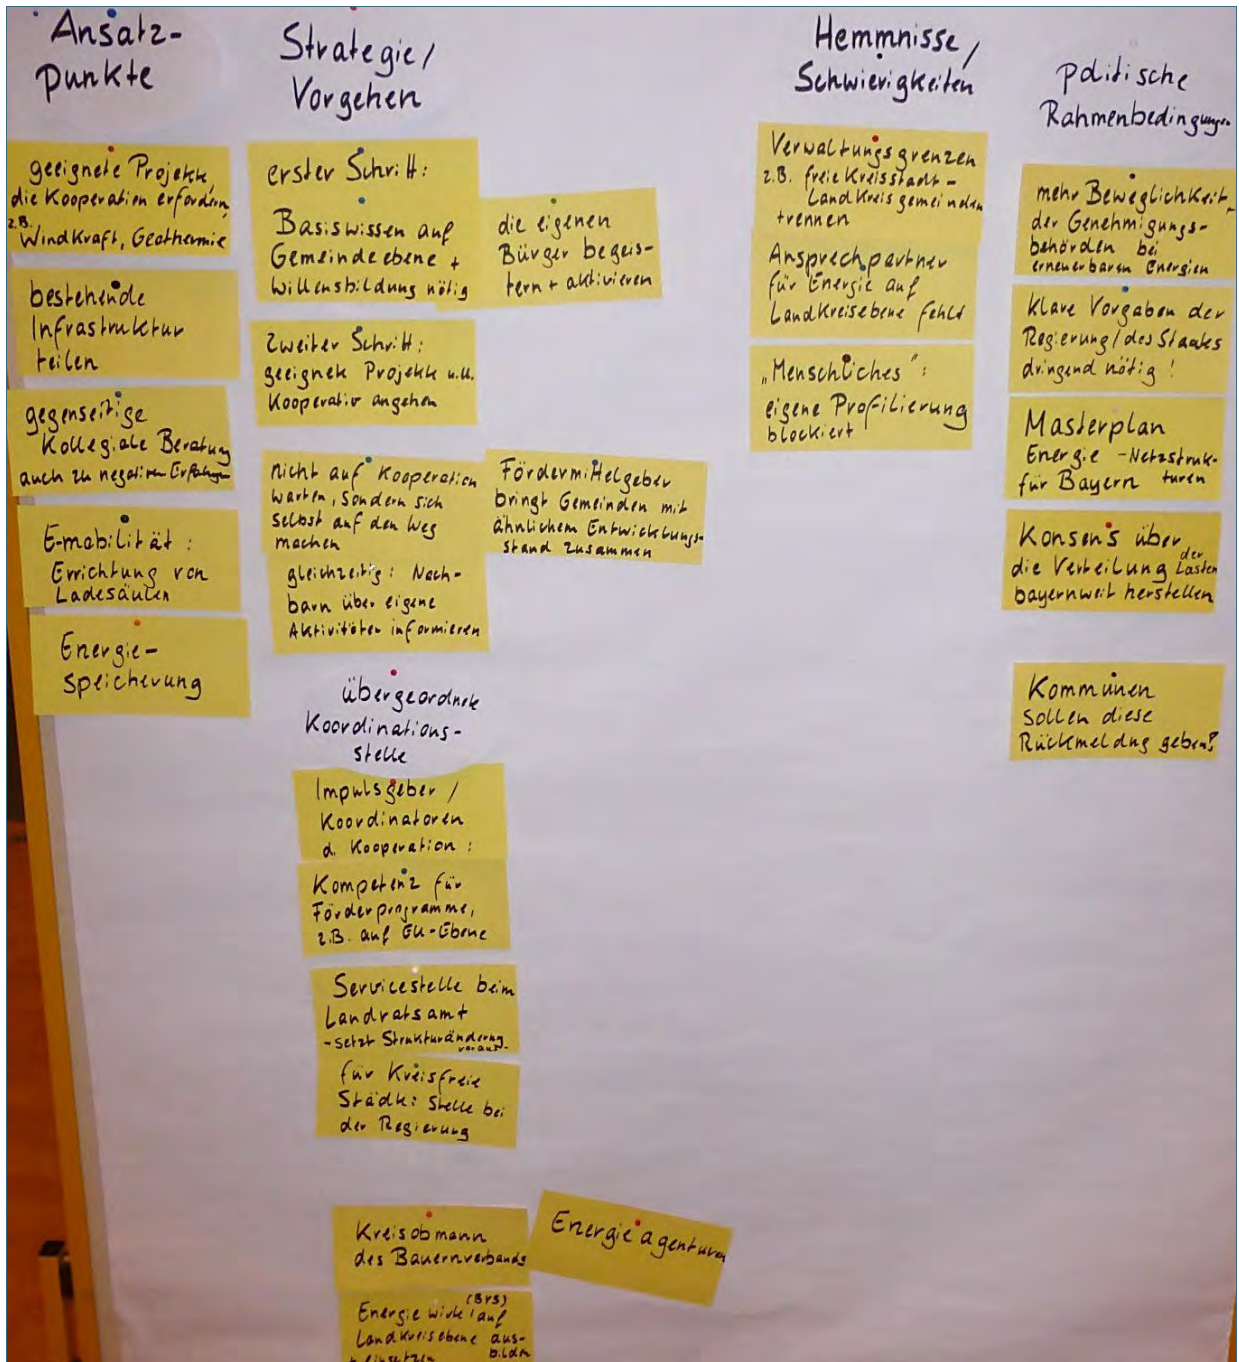 Ansatz-
punkte
geeignete Projekte,
die Kooperation erfordern,
z.B.
Windkraft, Geothermie
bestehende
Infrastruktur
teilen
gegenseitige
Kollegiale Beratung
auch zu negativen Erfahrungen
E-mobilität:
Errichtung von
Ladesäulen
Energie-
speicherung
Strategie/
Vorgehen
erster Schritt:
Basiswissen auf
Gemeindeebene +
Willensbildung nötig
die eigenen
Bürger begeis-
tern + aktivieren
Zweiter Schritt:
geeignete Projekte u.U.
Kooperativ angehen
nicht auf Kooperation
warten, sondern sich
selbst auf den Weg
machen
gleichzeitig: Nach-
barn über eigene
Aktivitäten informieren
Fördermittelgeber
bringt Gemeinden mit
ähnlichem Entwicklungs-
stand zusammen
übergeordnete
Koordinations-
stelle
Impulsgeber /
Koordinatoren
d. Kooperation:
Kompetenz für
Förderprogramme,
z.B. auf EU-Ebene
Servicestelle beim
Landratsamt
-setzt Strukturänderng
voraus-
für Kreisfreie
Städte: Stelle bei
der Regierung
Kreisobmann
des Bauernverbands
Energieagenturen
(BVS)
Energiewirte auf
Landkreisebene aus-
bilden
einsetzen
Hemmnisse/
Schwierigkeiten
Verwaltungsgrenzen
z.B. freie Kreisstadt -
Landkreisgemeinden
trennen
Ansprechpartner
für Energie auf
Landkreisebene fehlt
„Menschliches":
eigene Profilierung
blockiert
politische
Rahmenbedingungen
mehr Beweglichkeit
der Genehmigungs-
behörden bei
erneuerbaren Energien
klare Vorgaben der
Regierung/des Staates
dringend nötig!
Masterplan
Energie -Netzstruk-
für Bayern turen
Konsens über
die Verteilung der Lasten
bayernweit herstellen
Kommunen
sollen diese
Rückmeldng geben?